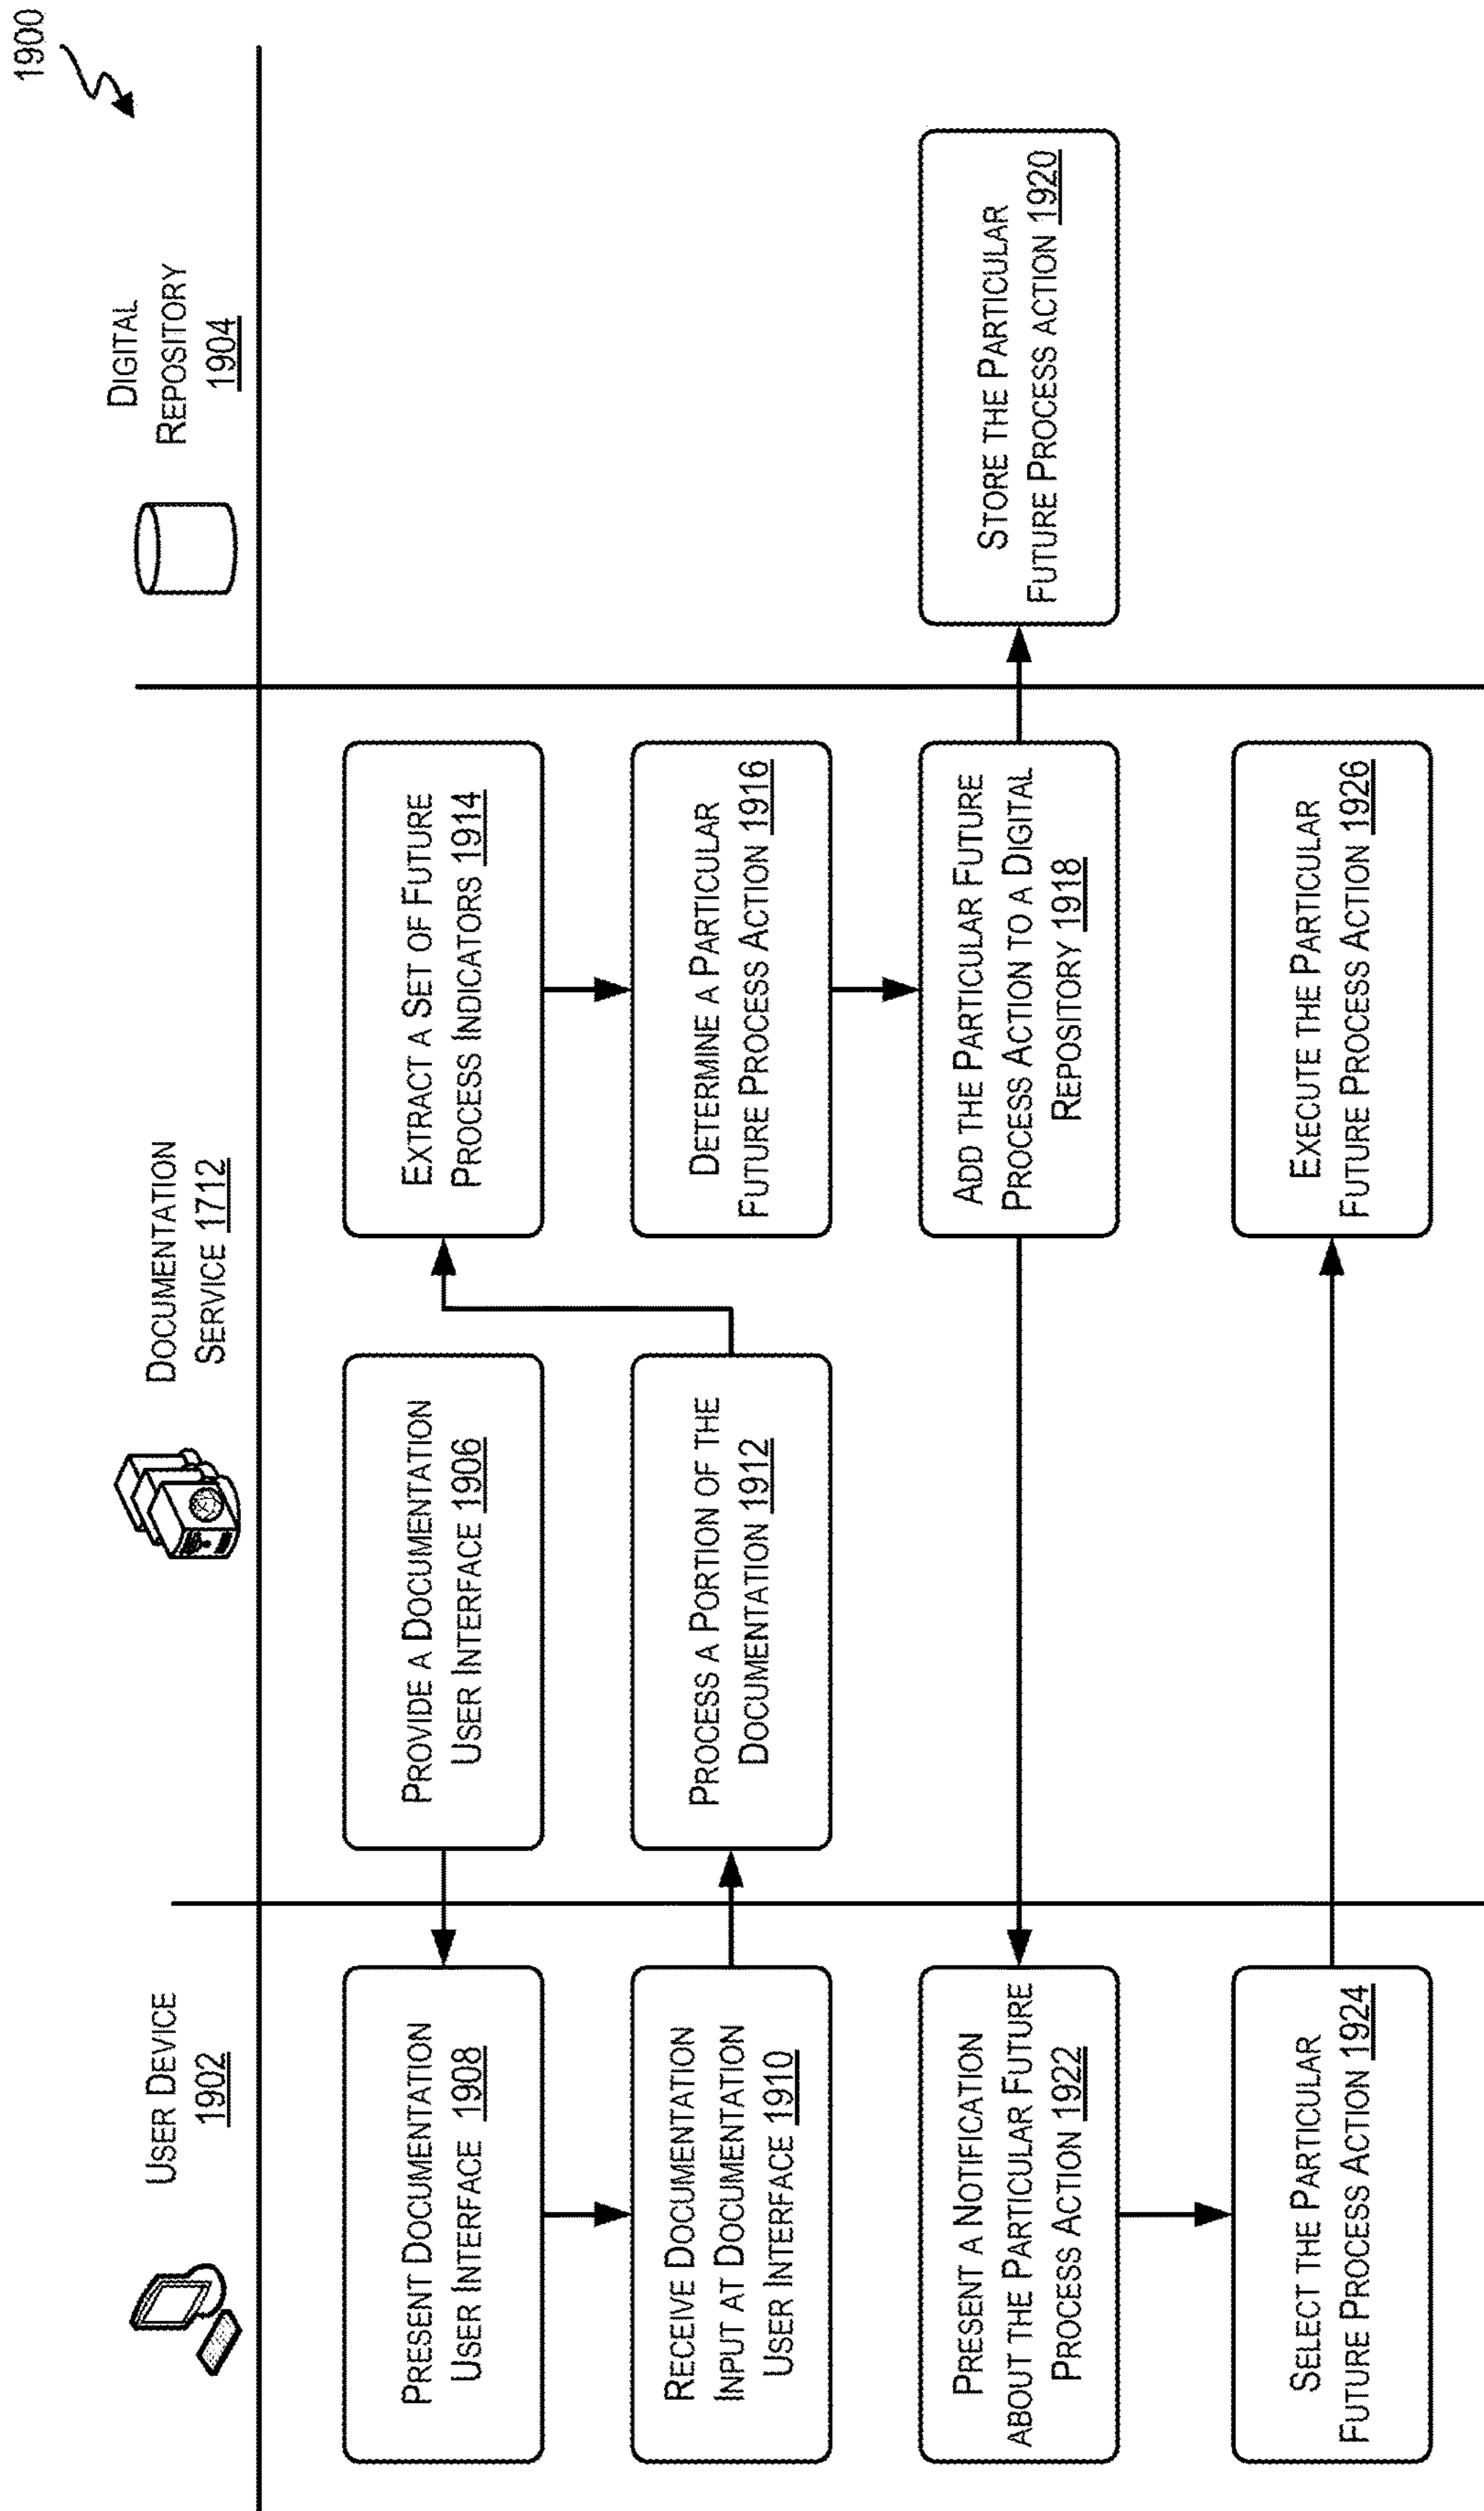 1900
USER DEVICE
1902
DOCUMENTATION
SERVICE 1712
DIGITAL
REPOSITORY
1904
PRESENT DOCUMENTATION
USER INTERFACE 1908
PROVIDE A DOCUMENTATION
USER INTERFACE 1906
EXTRACT A SET OF FUTURE
PROCESS INDICATORS 1914
RECEIVE DOCUMENTATION
INPUT AT DOCUMENTATION
USER INTERFACE 1910
PROCESS A PORTION OF THE
DOCUMENTATION 1912
DETERMINE A PARTICULAR
FUTURE PROCESS ACTION 1916
PRESENT A NOTIFICATION
ABOUT THE PARTICULAR FUTURE
PROCESS ACTION 1922
ADD THE PARTICULAR FUTURE
PROCESS ACTION TO A DIGITAL
REPOSITORY 1918
STORE THE PARTICULAR
FUTURE PROCESS ACTION 1920
SELECT THE PARTICULAR
FUTURE PROCESS ACTION 1924
EXECUTE THE PARTICULAR
FUTURE PROCESS ACTION 1926